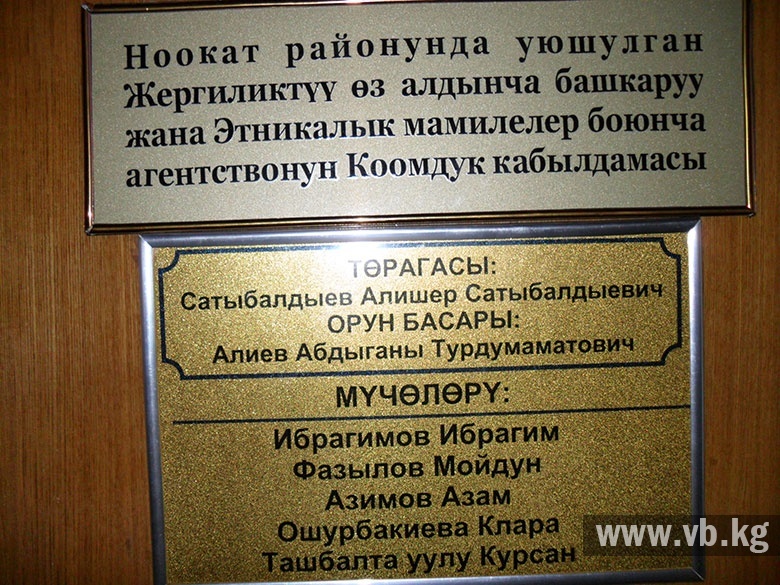 Ноокат районунда уюшулган
Жергиликтүү өз алдынча башкаруу
жана Этникалык мамилелер боюнча
агентствонун Коомдук кабылдамасы
ТӨРАГАСЫ:
Сатыбалдыев Алишер Сатыбалдыевич
ОРУН БАСАРЫ:
Алиев Абдыганы Турдумаматович
МҮЧӨЛӨРҮ:
Ибрагимов Ибрагим
Фазылов Мойдун
Азимов Азам
Ошурбакиева Клара
Ташбалта уулу Курсан
www.vb.kg